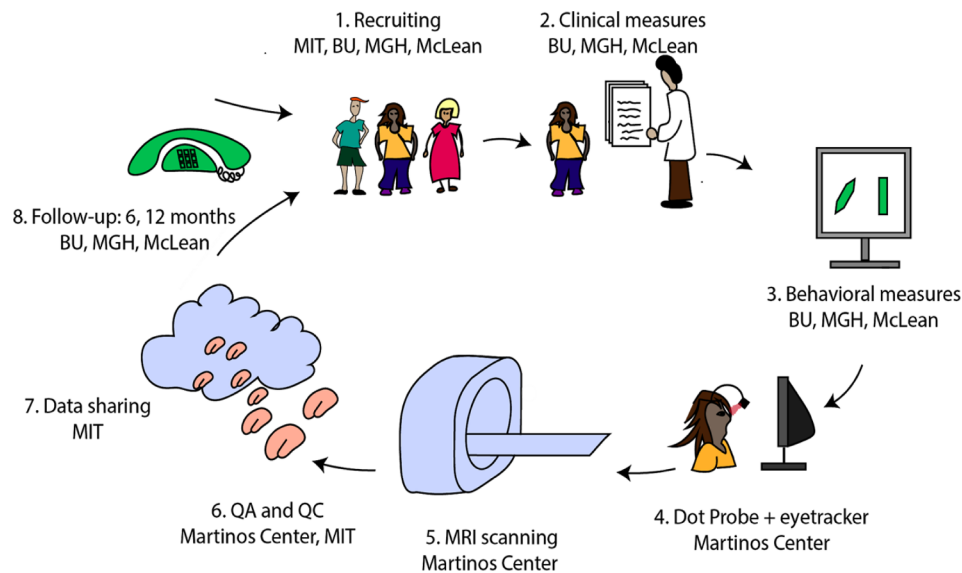 1. Recruiting
MIT, BU, MGH, McLean
2. Clinical measures
BU, MGH, McLean
3. Behavioral measures
BU, MGH, McLean
4. Dot Probe + eyetracker
Martinos Center
5. MRI scanning
Martinos Center
6. QA and QC
Martinos Center, MIT
7. Data sharing
MIT
8. Follow-up: 6, 12 months
BU, MGH, McLean